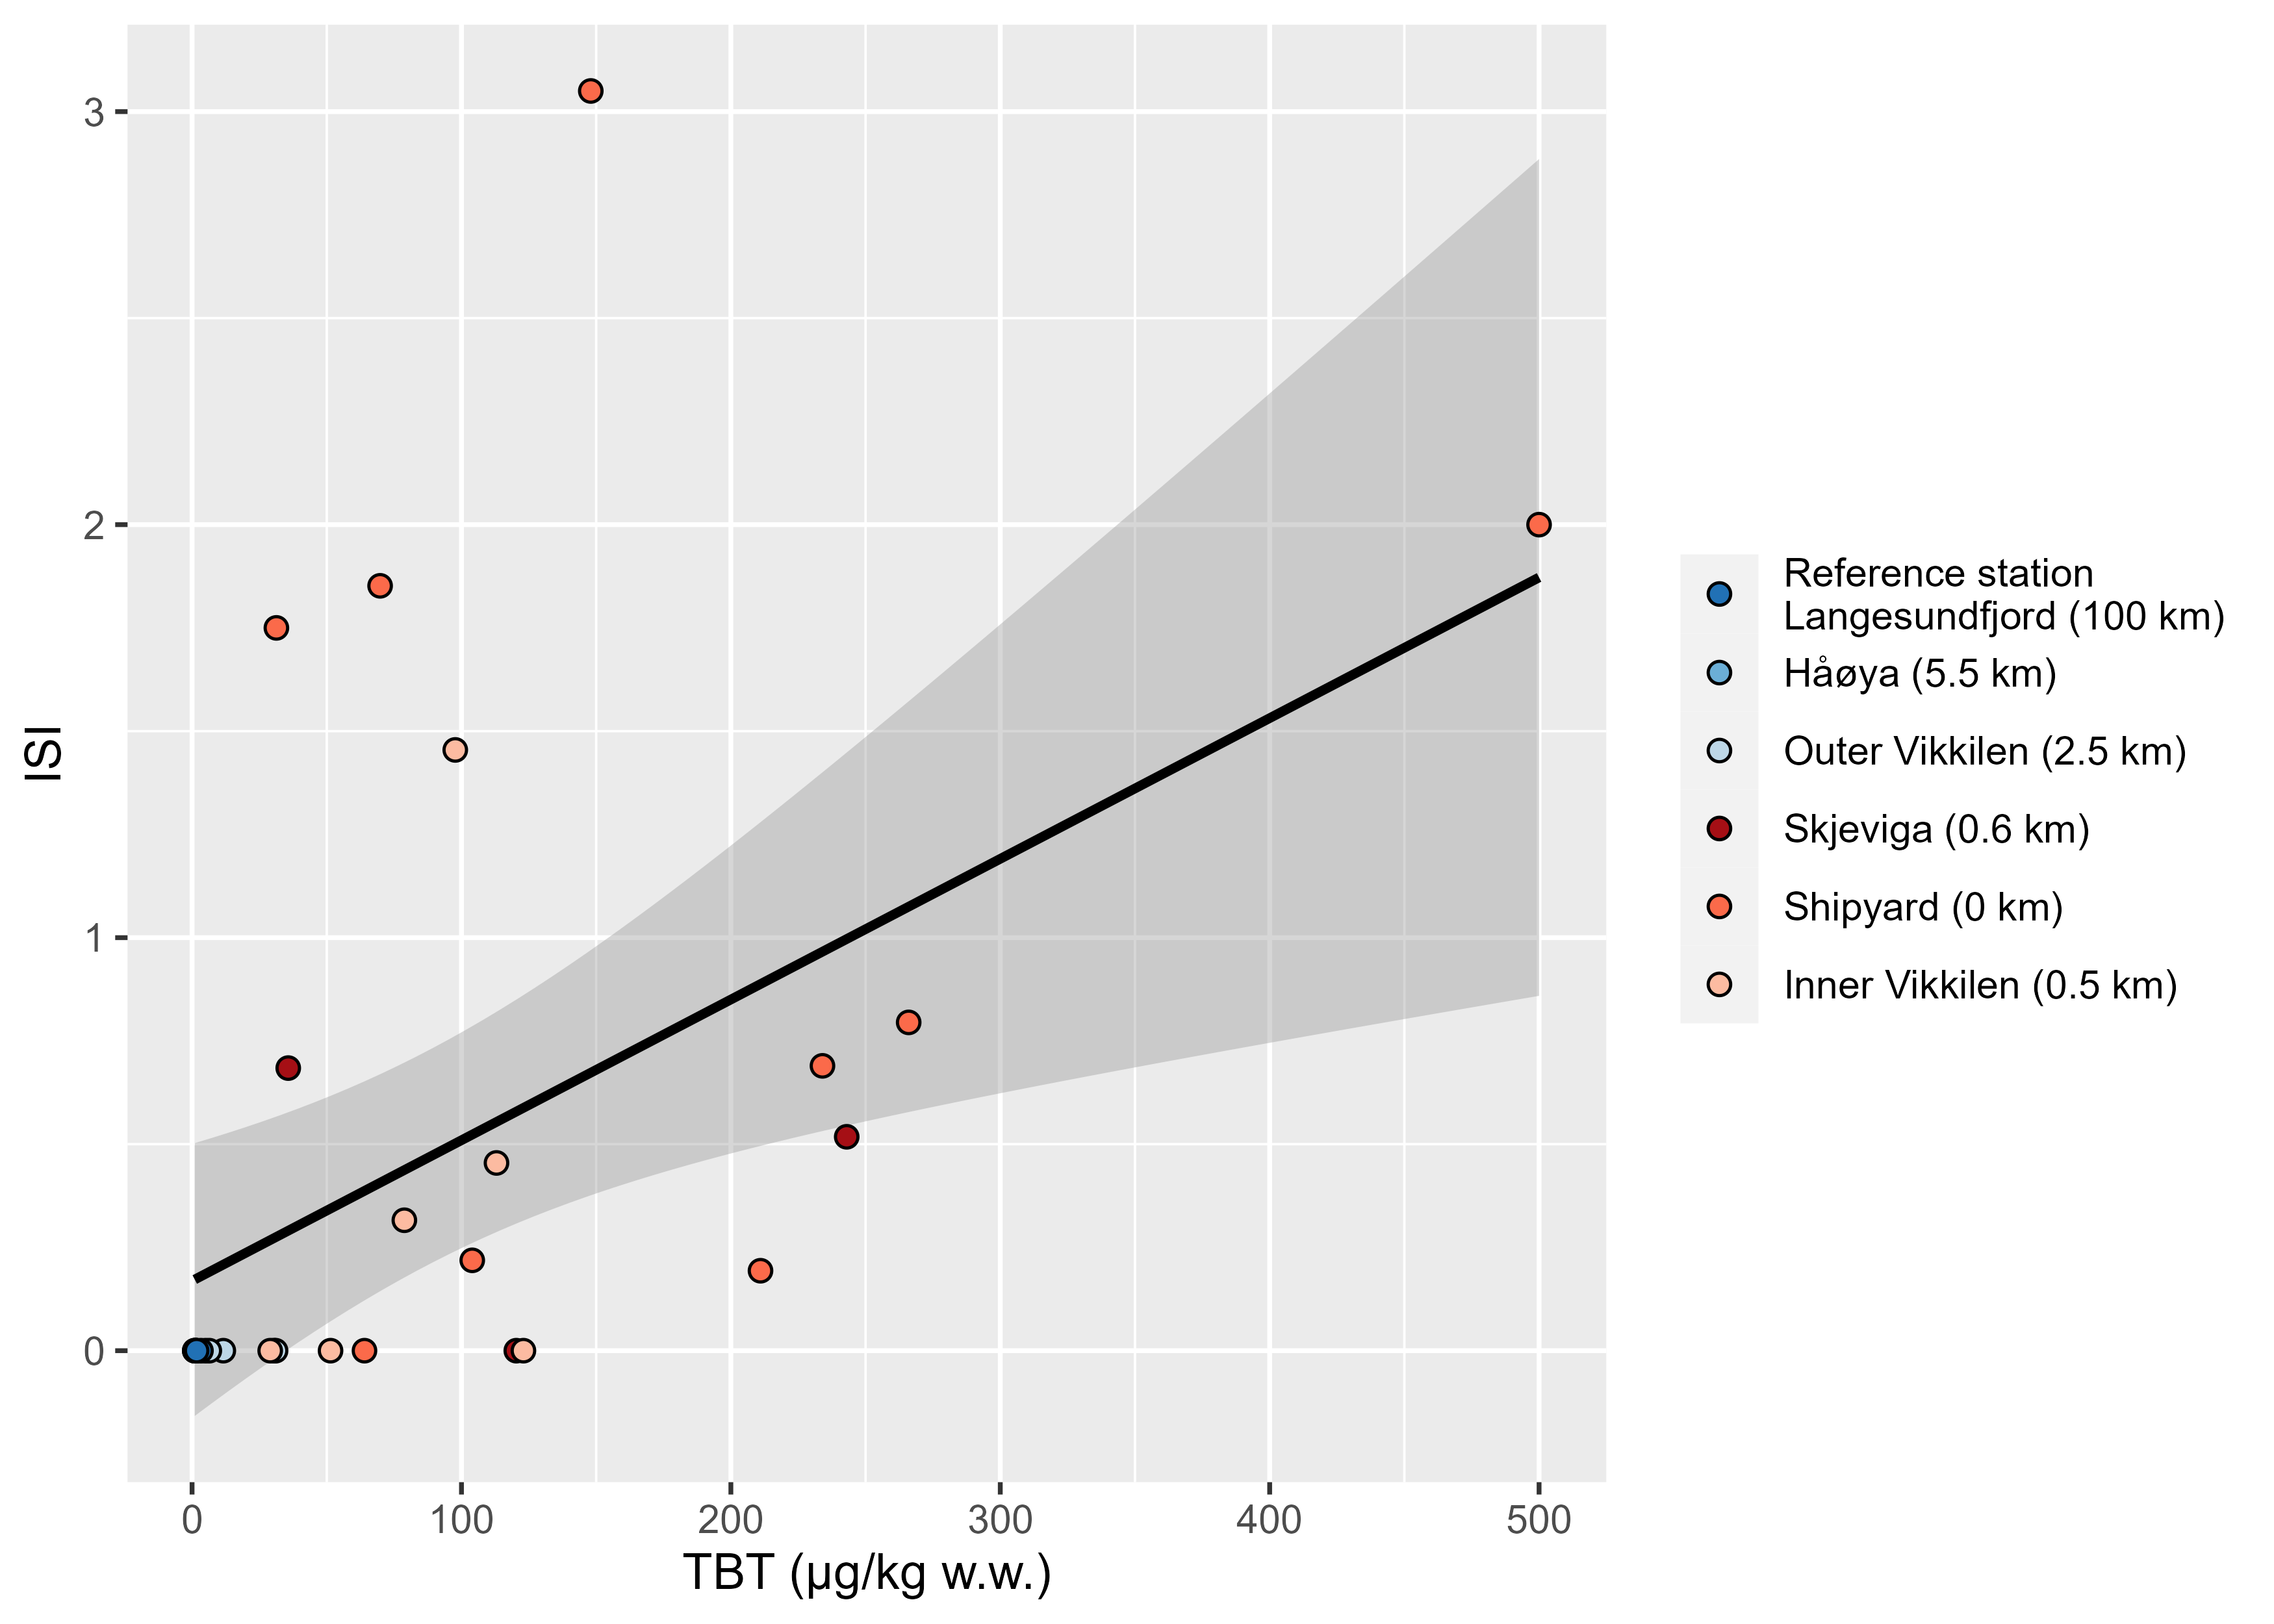 3
2
1
0
ISI
0 100 200 300 400 500
TBT (µg/kg w.w.)
Reference station
Langesundfjord (100 km)
Håøya (5.5 km)
Outer Vikkilen (2.5 km)
Skjeviga (0.6 km)
Shipyard (0 km)
Inner Vikkilen (0.5 km)